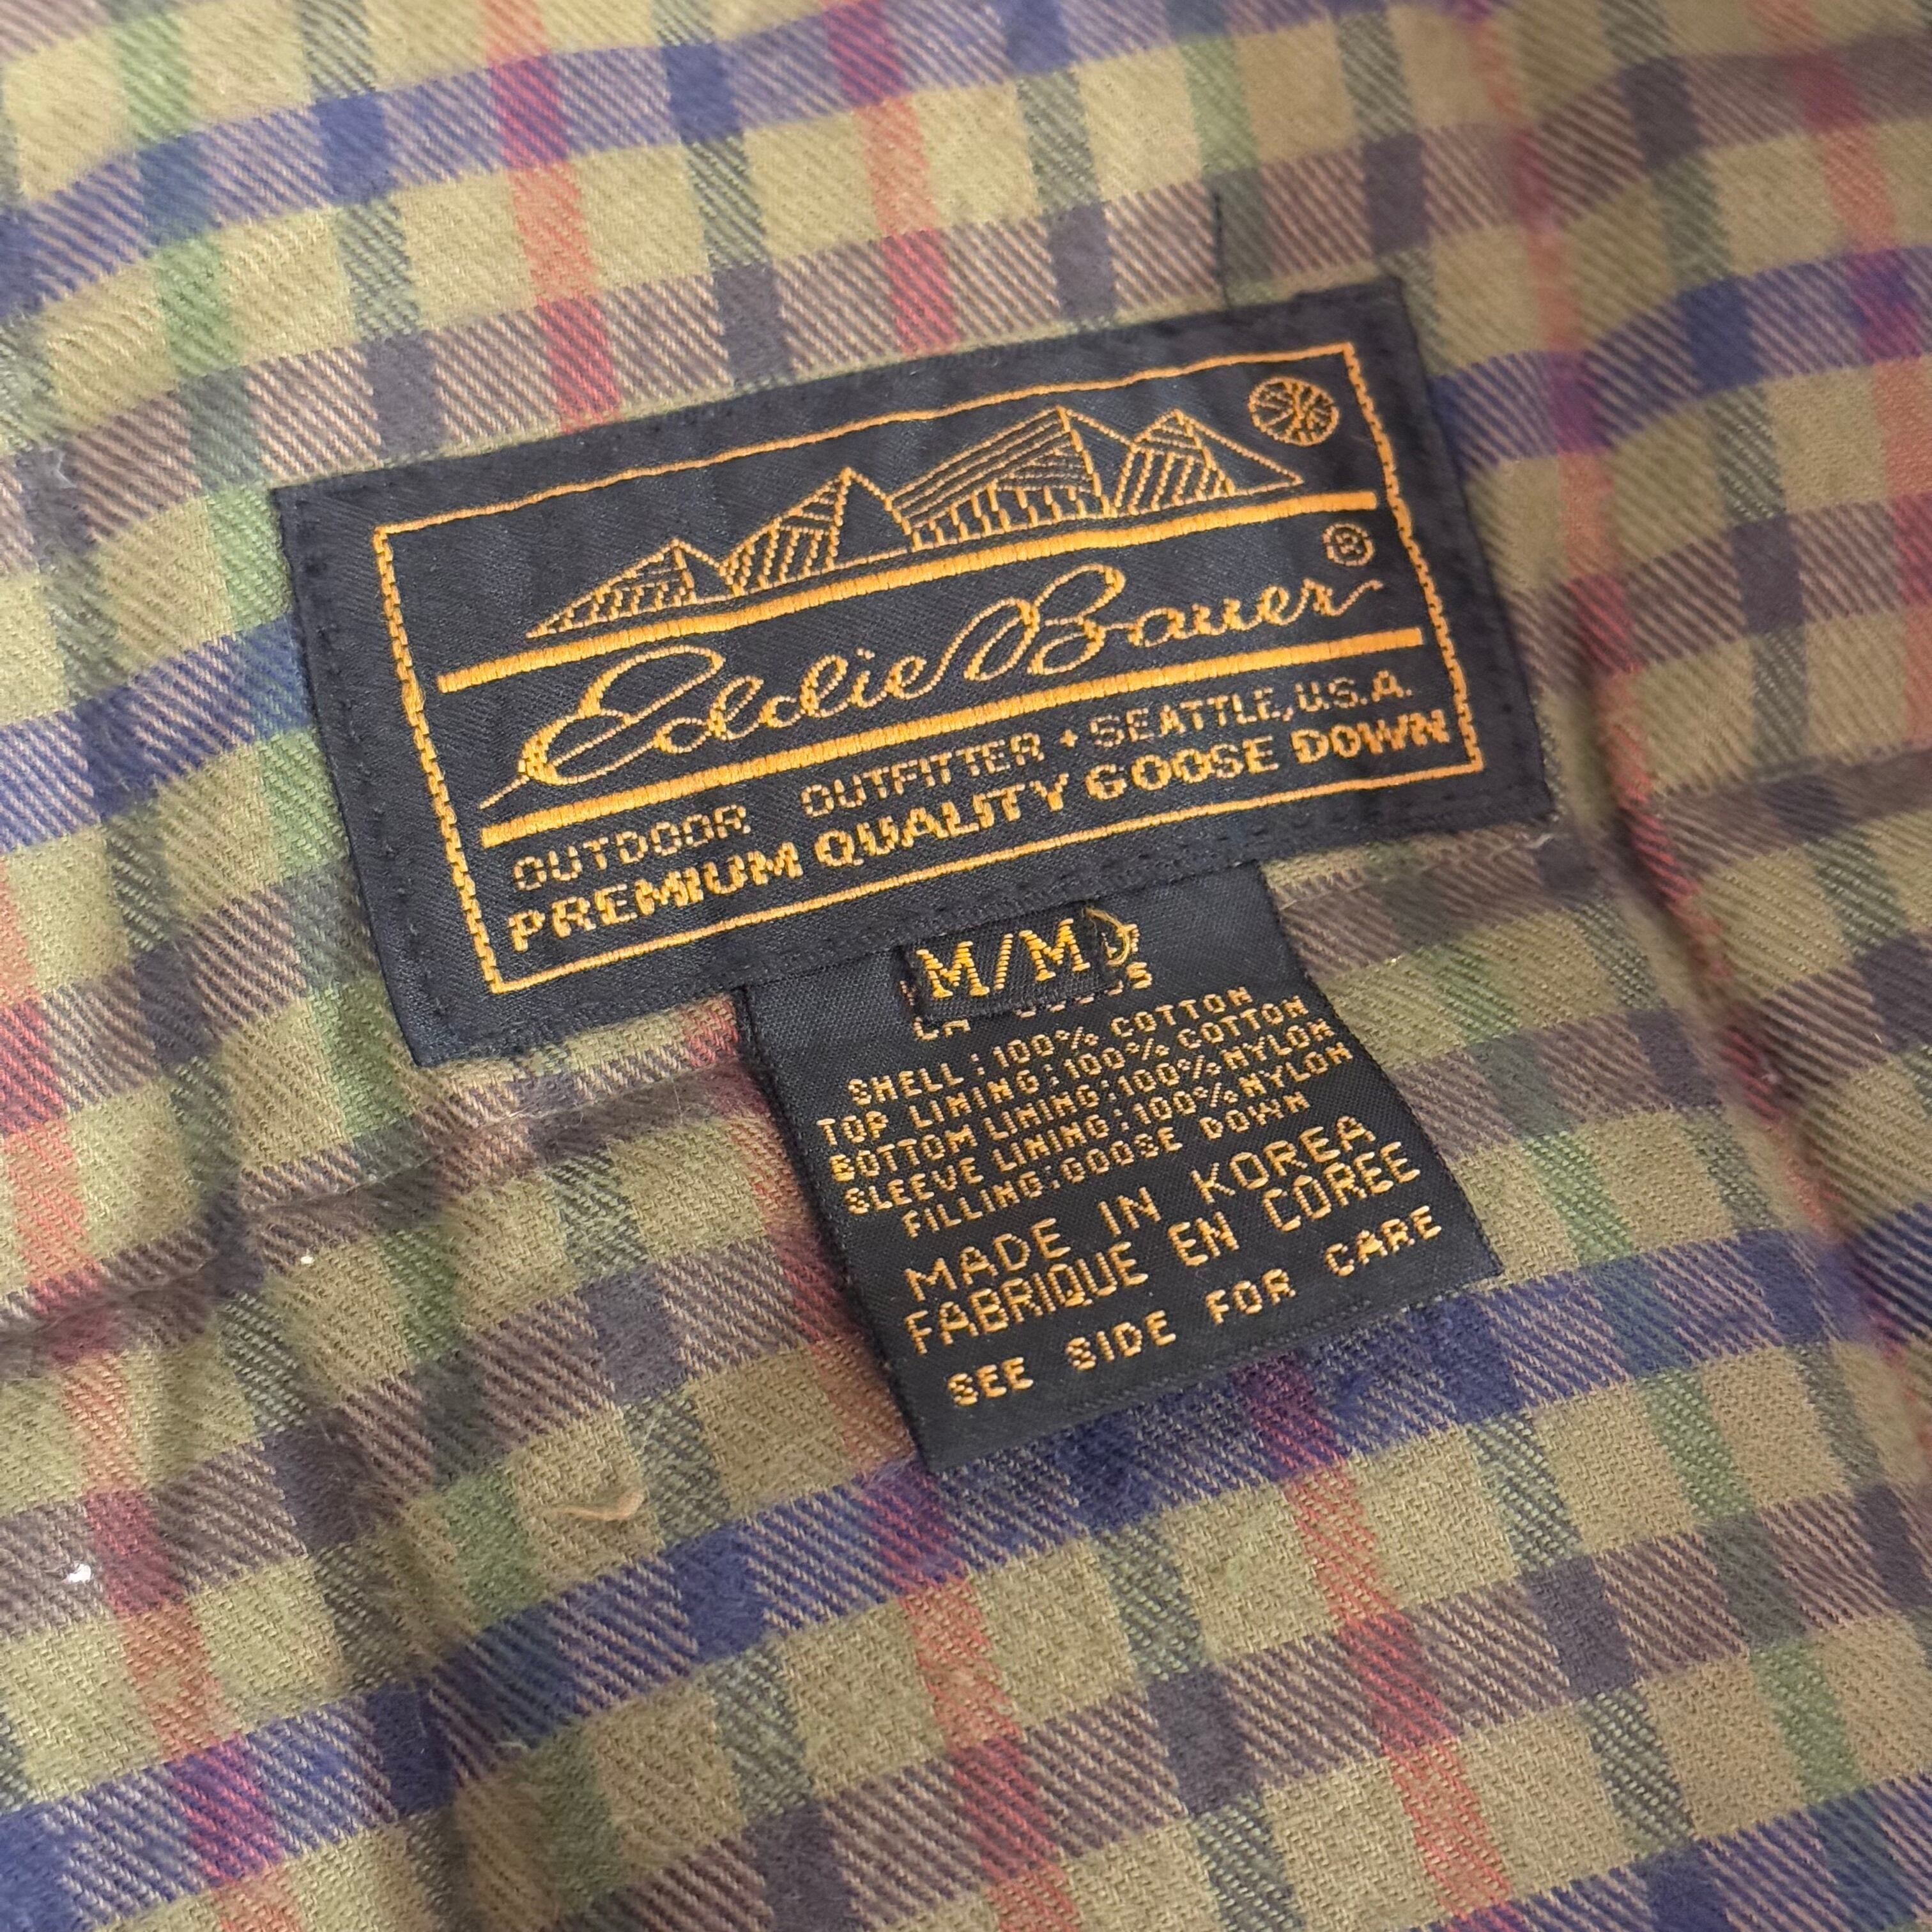 Eddie Bauer ®
OUTDOOR OUTFITTER • SEATTLE, U.S.A.
PREMIUM QUALITY GOOSE DOWN
M/M
SHELL : 100% COTTON
TOP LINING : 100% COTTON
BOTTOM LINING : 100% NYLON
SLEEVE LINING : 100% NYLON
FILLING : GOOSE DOWN
MADE IN KOREA
FABRIQUE EN COREE
SEE SIDE FOR CARE